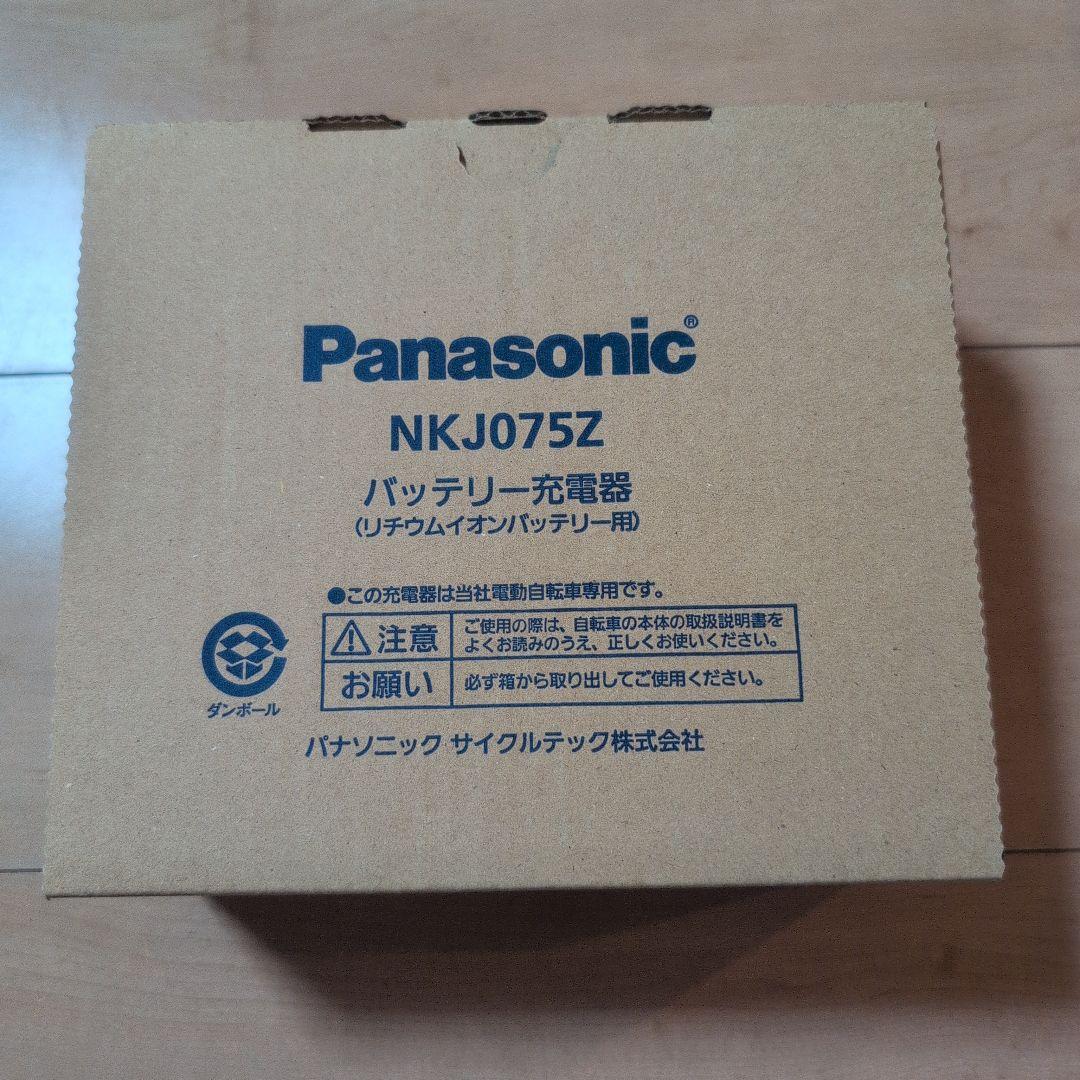 Panasonic®
NKJ075Z
バッテリー充電器
(リチウムイオンバッテリー用)
●この充電器は当社電動自転車専用です。
注意
ご使用の際は、自転車の本体の取扱説明書を
よくお読みのうえ、正しくお使いください。
お願い
必ず箱から取り出してご使用ください。
ダンボール
パナソニック サイクルテック株式会社